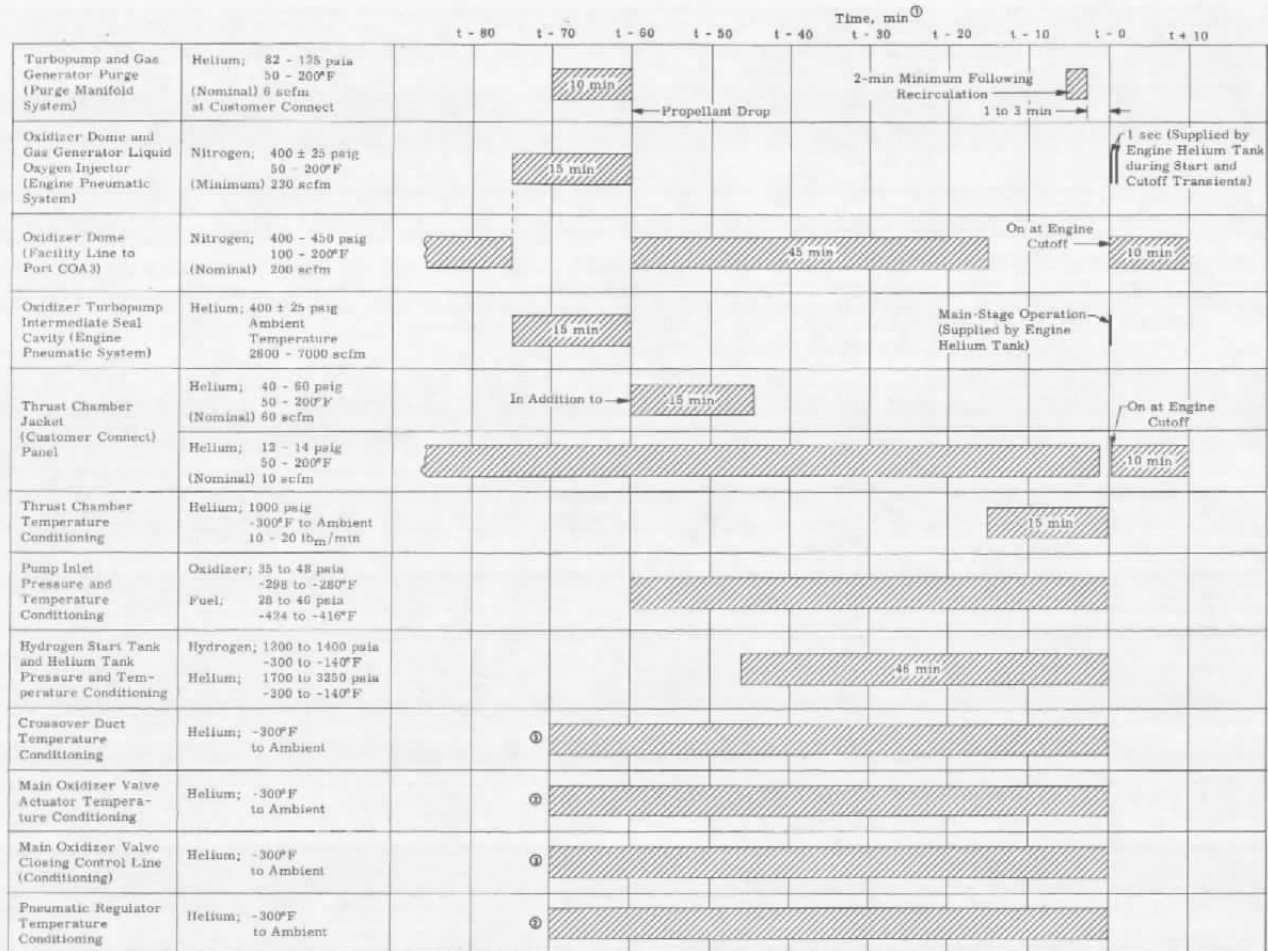 Time, min①
t - 80 t - 70 t - 60 t - 50 t - 40 t - 30 t - 20 t - 10 t - 0 t + 10
Turbopump and Gas
Generator Purge
(Purge Manifold
System)
Helium; 82 - 125 psia
50 - 200°F
(Nominal) 6 scfm
at Customer Connect
10 min
Propellant Drop
2-min Minimum Following
Recirculation
1 to 3 min
Oxidizer Dome and
Gas Generator Liquid
Oxygen Injector
(Engine Pneumatic
System)
Nitrogen; 400 ± 25 psig
50 - 200°F
(Minimum) 230 scfm
15 min
1 sec (Supplied by
Engine Helium Tank
during Start and
Cutoff Transients)
Oxidizer Dome
(Facility Line to
Port COA3)
Nitrogen; 400 - 450 psig
100 - 200°F
(Nominal) 200 scfm
45 min
On at Engine
Cutoff
10 min
Oxidizer Turbopump
Intermediate Seal
Cavity (Engine
Pneumatic System)
Helium; 400 ± 25 psig
Ambient
Temperature
2600 - 7000 scfm
15 min
Main-Stage Operation
(Supplied by Engine
Helium Tank)
Thrust Chamber
Jacket
(Customer Connect)
Panel
Helium; 40 - 60 psig
50 - 200°F
(Nominal) 60 scfm
In Addition to
15 min
Helium; 12 - 14 psig
50 - 200°F
(Nominal) 10 scfm
On at Engine
Cutoff
10 min
Thrust Chamber
Temperature
Conditioning
Helium; 1000 psig
-300°F to Ambient
10 - 20 lbm/min
15 min
Pump Inlet
Pressure and
Temperature
Conditioning
Oxidizer; 35 to 48 psia
-298 to -280°F
Fuel; 28 to 46 psia
-424 to -416°F
Hydrogen Start Tank
and Helium Tank
Pressure and Tem-
perature Conditioning
Hydrogen; 1200 to 1400 psia
-300 to -140°F
Helium; 1700 to 3250 psia
-300 to -140°F
46 min
Crossover Duct
Temperature
Conditioning
Helium; -300°F
to Ambient
Main Oxidizer Valve
Actuator Tempera-
ture Conditioning
Helium; -300°F
to Ambient
Main Oxidizer Valve
Closing Control Line
(Conditioning)
Helium; -300°F
to Ambient
Pneumatic Regulator
Temperature
Conditioning
Helium; -300°F
to Ambient